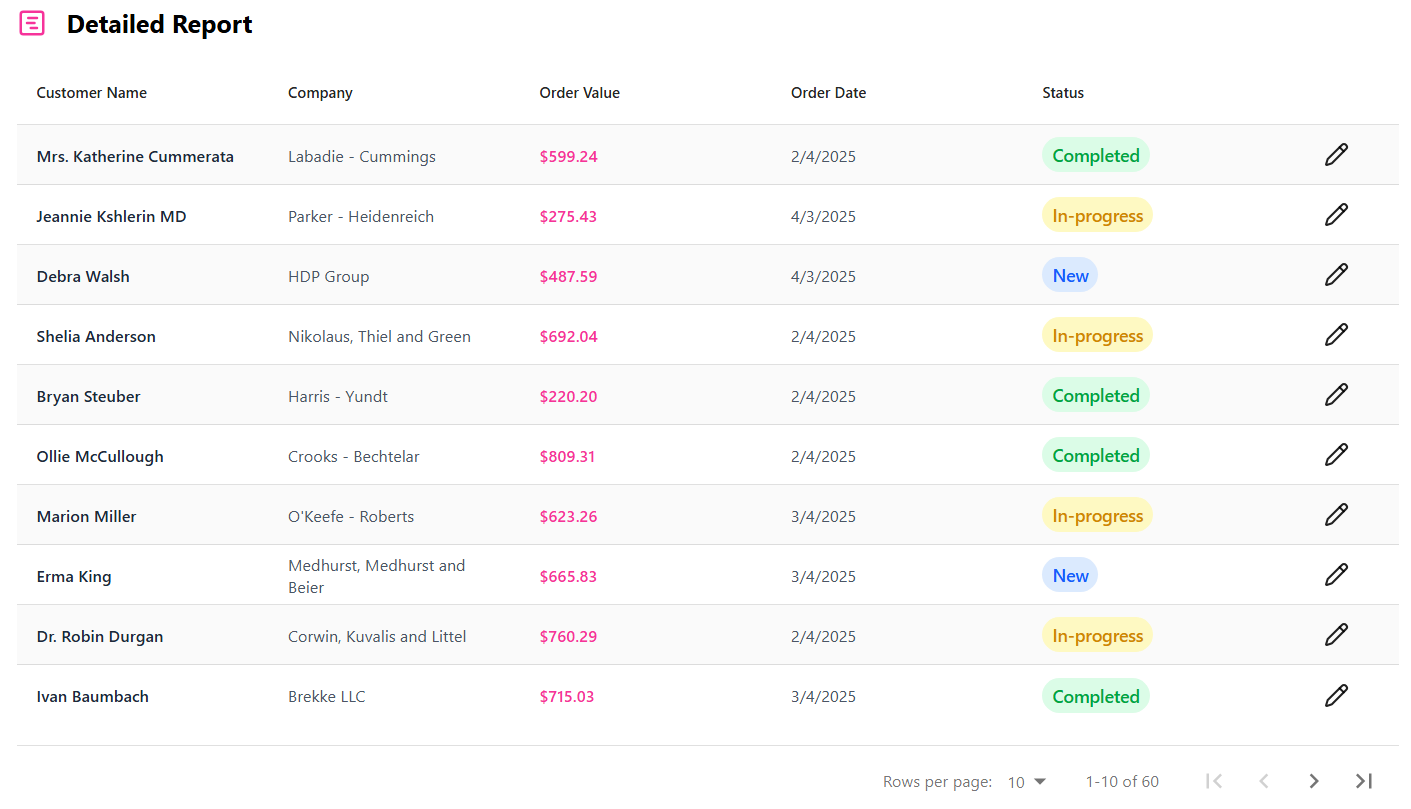 Detailed Report
Customer Name Company Order Value Order Date Status
Mrs. Katherine Cummerata Labadie - Cummings $599.24 2/4/2025 Completed
Jeannie Kshlerin MD Parker - Heidenreich $275.43 4/3/2025 In-progress
Debra Walsh HDP Group $487.59 4/3/2025 New
Shelia Anderson Nikolaus, Thiel and Green $692.04 2/4/2025 In-progress
Bryan Steuber Harris - Yundt $220.20 2/4/2025 Completed
Ollie McCullough Crooks - Bechtelar $809.31 2/4/2025 Completed
Marion Miller O'Keefe - Roberts $623.26 3/4/2025 In-progress
Erma King Medhurst, Medhurst and
Beier $665.83 3/4/2025 New
Dr. Robin Durgan Corwin, Kuvalis and Littel $760.29 2/4/2025 In-progress
Ivan Baumbach Brekke LLC $715.03 3/4/2025 Completed
Rows per page: 10 1-10 of 60